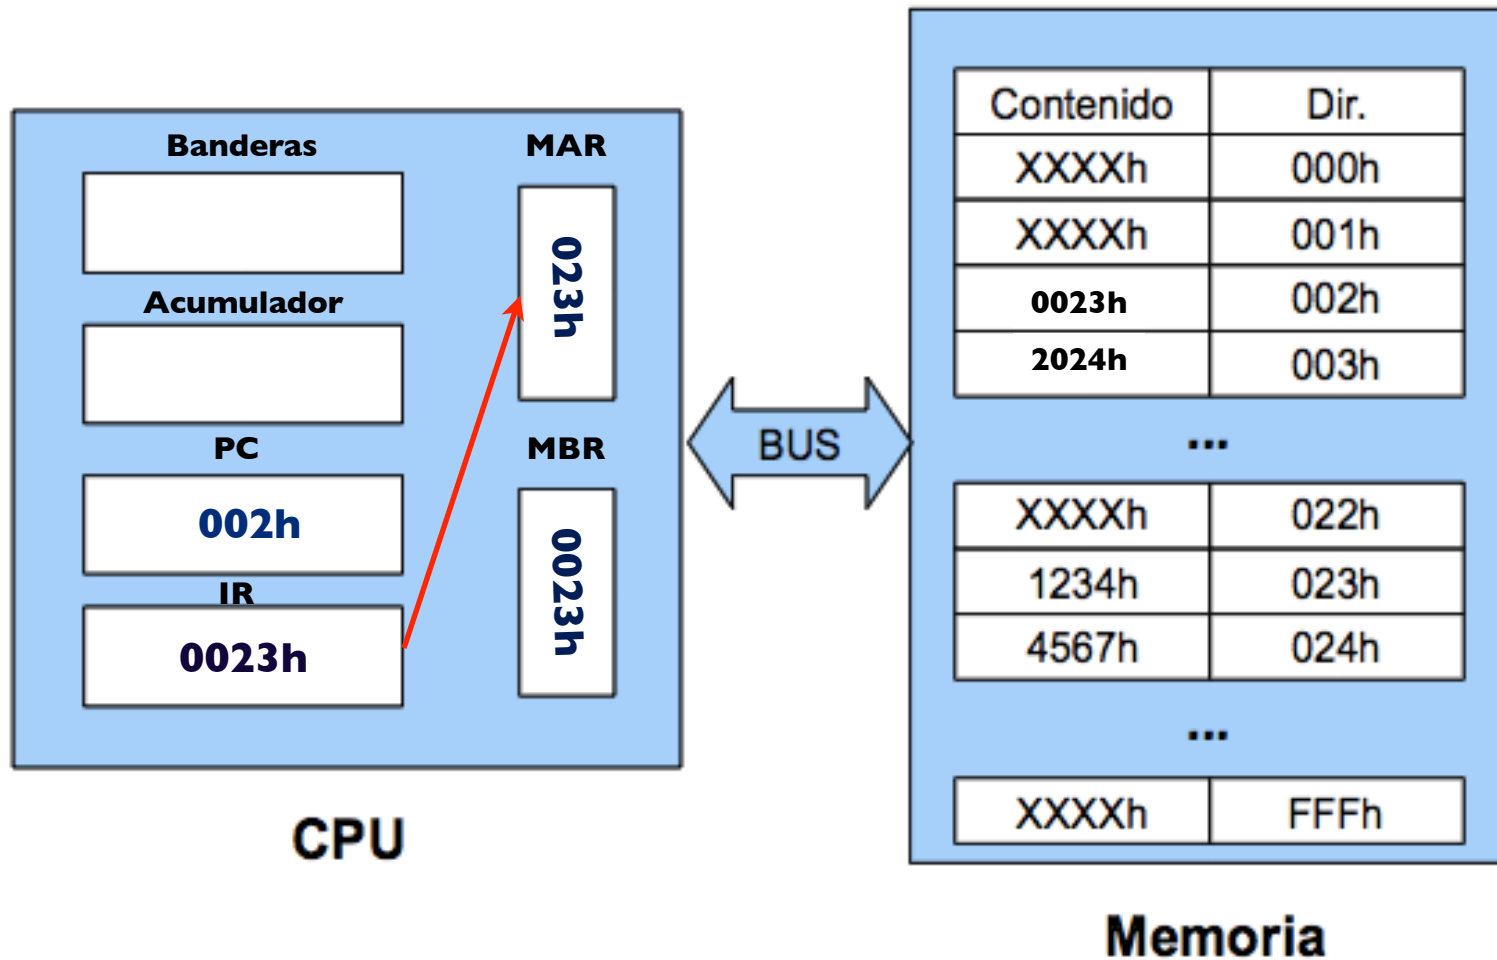 Banderas
MAR
023h
Acumulador
PC
MBR
002h
0023h
IR
0023h
CPU
BUS
Contenido Dir.
XXXXh 000h
XXXXh 001h
0023h 002h
2024h 003h
...
XXXXh 022h
1234h 023h
4567h 024h
...
XXXXh FFFh
Memoria